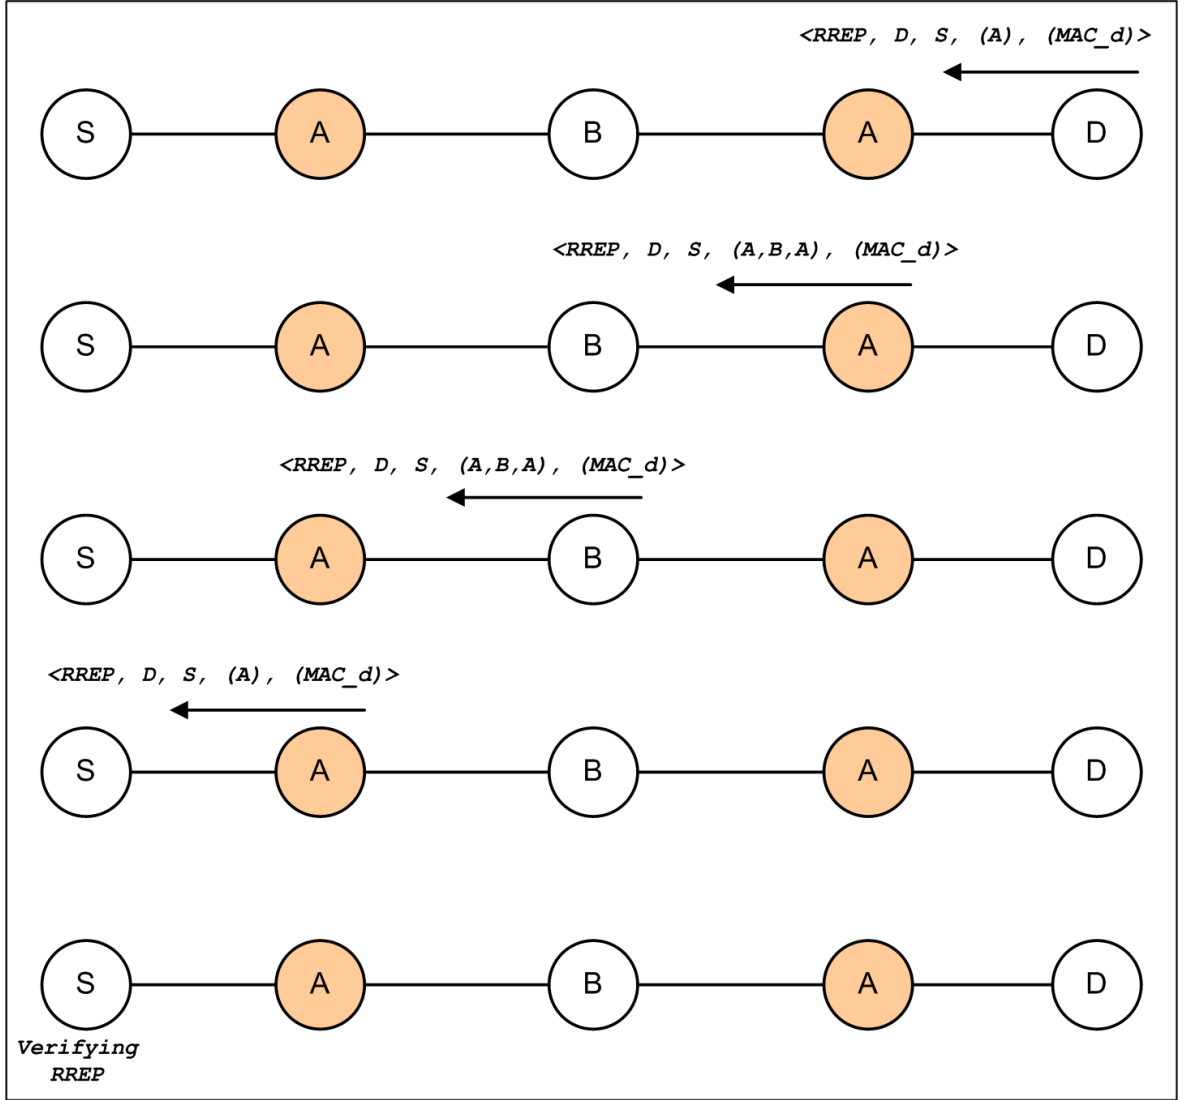 <RREP, D, S, (A), (MAC_d)>
S A B A D
<RREP, D, S, (A,B,A), (MAC_d)>
S A B A D
<RREP, D, S, (A,B,A), (MAC_d)>
S A B A D
<RREP, D, S, (A), (MAC_d)>
S A B A D
S A B A D
Verifying
RREP